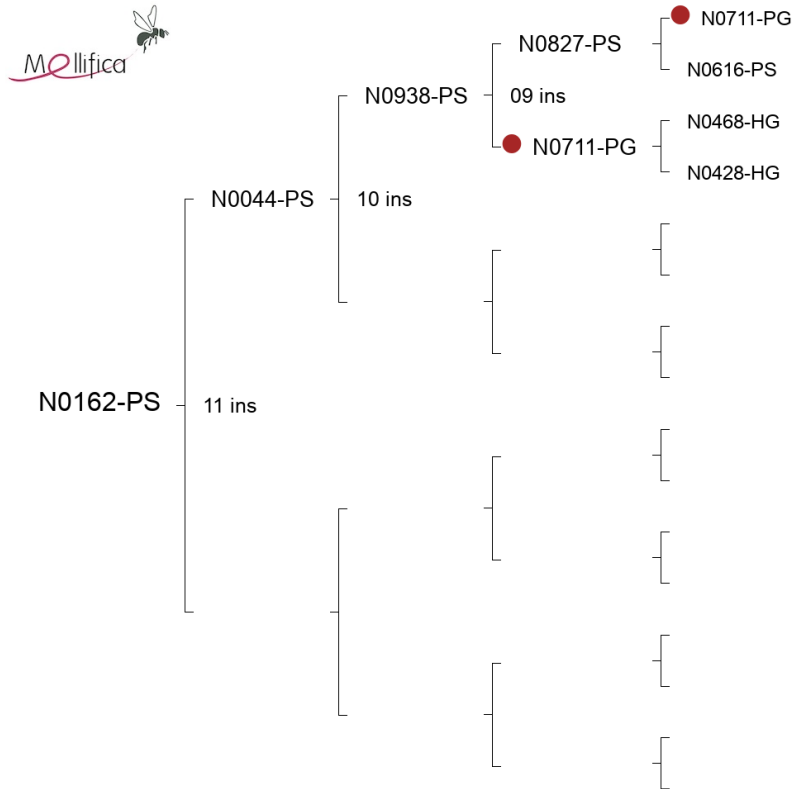 Mellifica
N0711-PG
N0827-PS
N0616-PS
N0938-PS
09 ins
N0468-HG
N0711-PG
N0428-HG
N0044-PS
10 ins
N0162-PS
11 ins